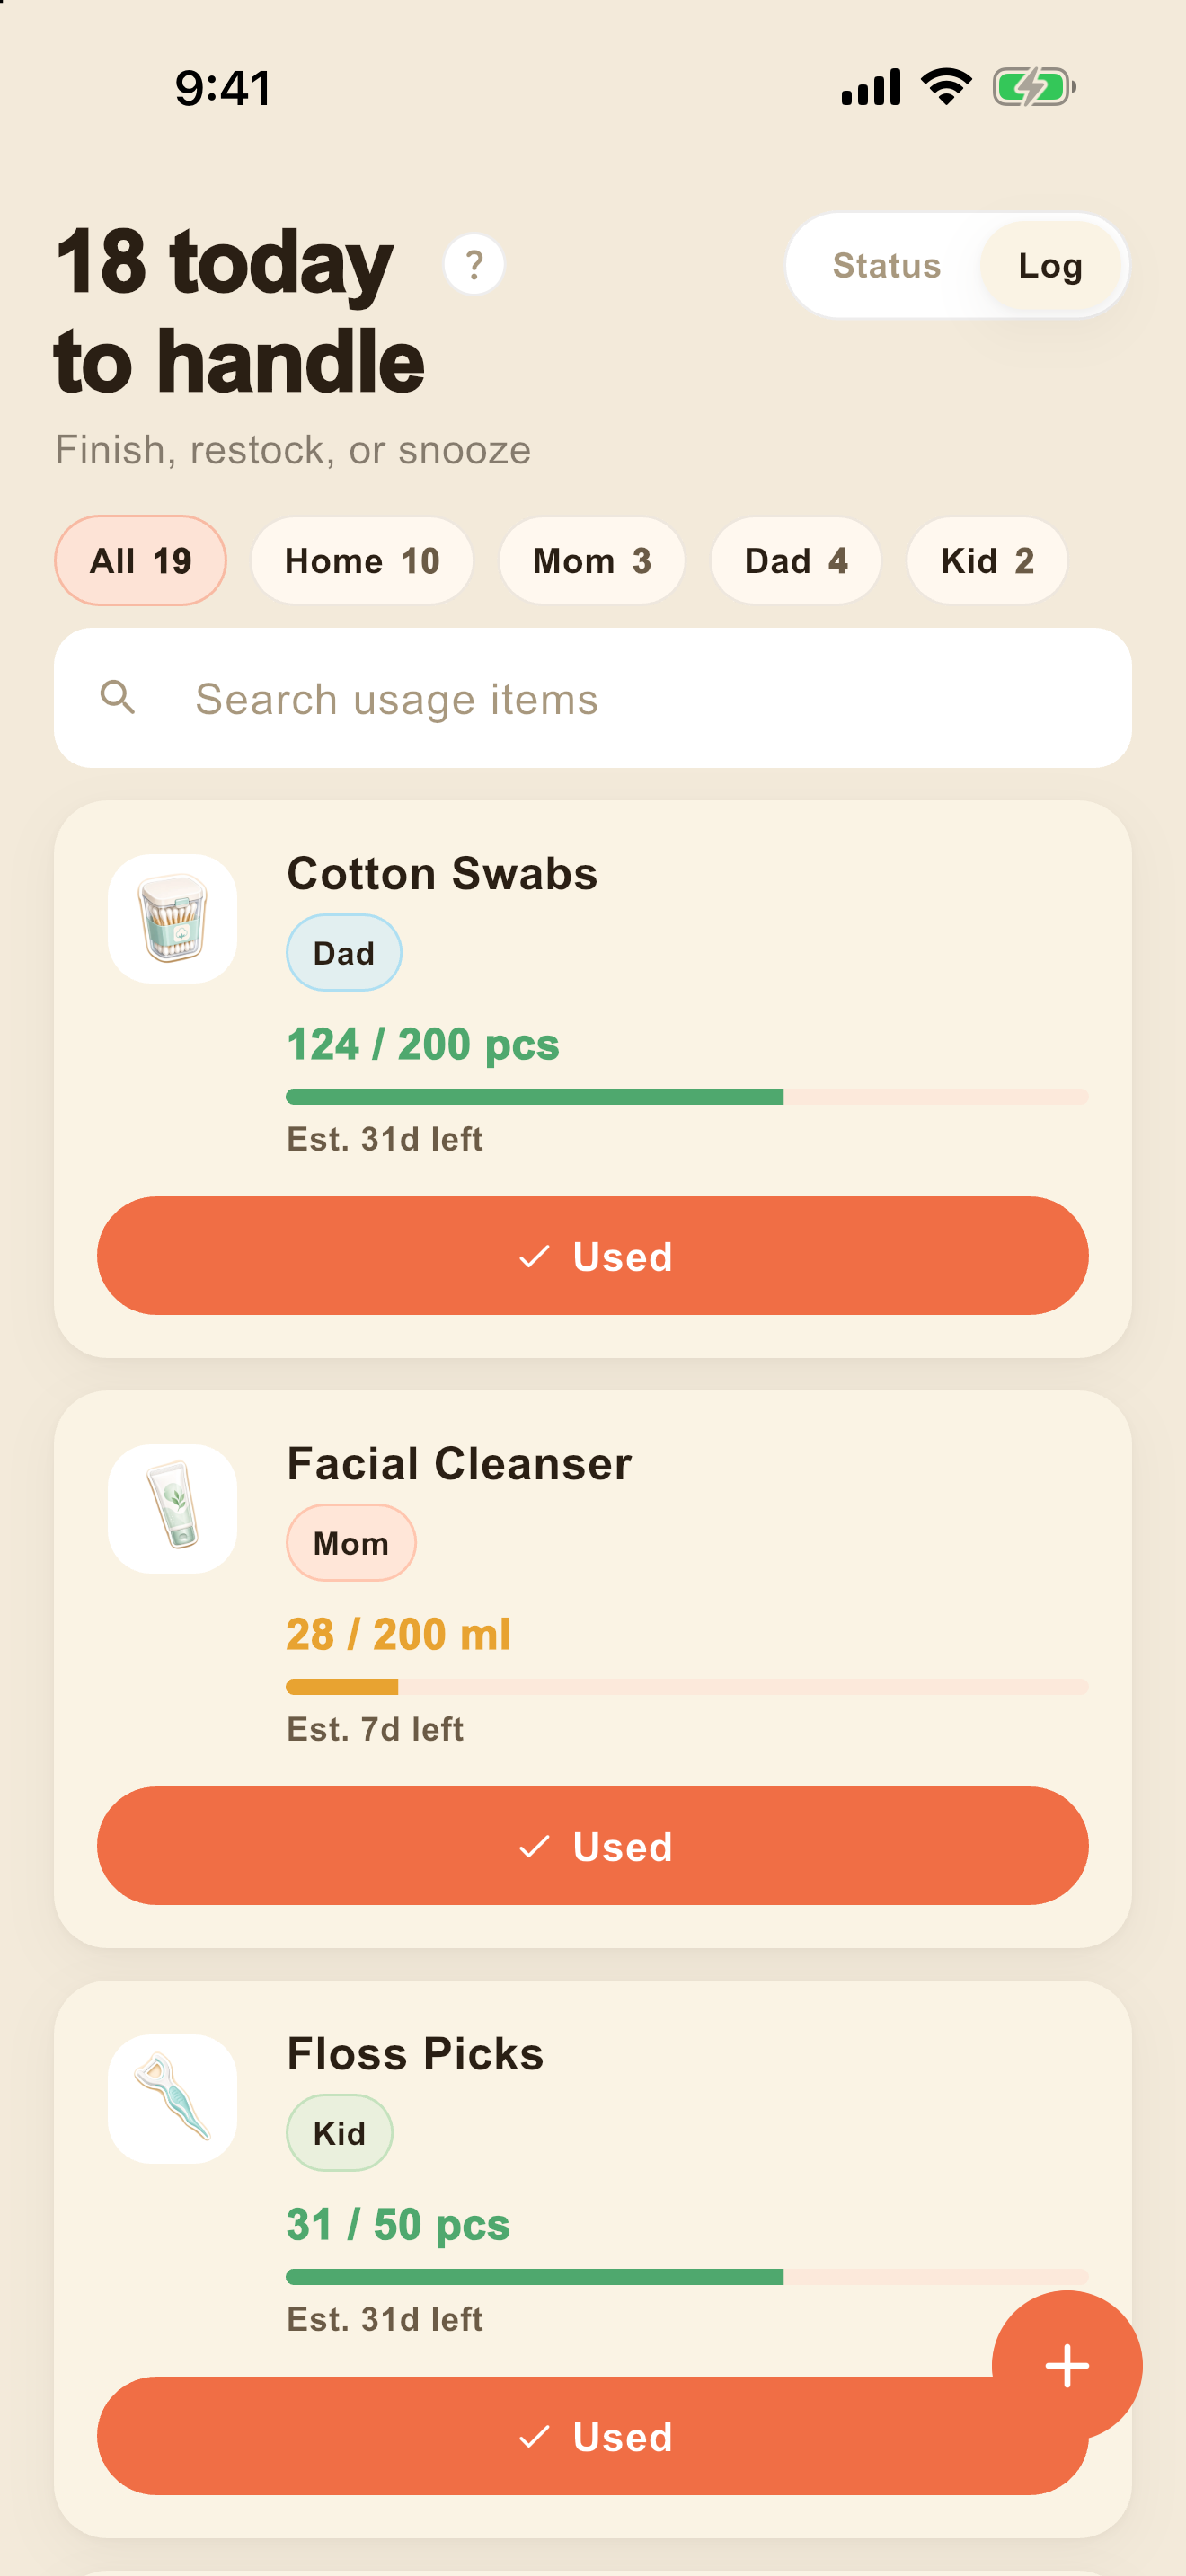 9:41
18 today
to handle
?
Status Log
Finish, restock, or snooze
All 19 Home 10 Mom 3 Dad 4 Kid 2
Search usage items
Cotton Swabs
Dad
124 / 200 pcs
Est. 31d left
Used
Facial Cleanser
Mom
28 / 200 ml
Est. 7d left
Used
Floss Picks
Kid
31 / 50 pcs
Est. 31d left
Used